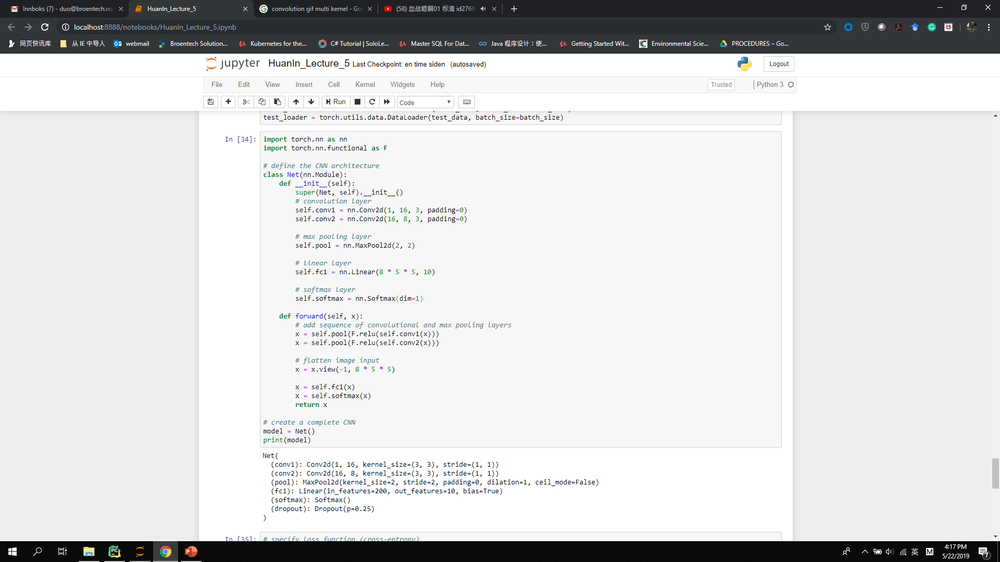 Innboks (7) - duo@broentech.no
HuanIn_Lecture_5
convolution gif multi kernel - Go
(58) 血战崆峒01 标清 id2768
localhost:8888/notebooks/HuanIn_Lecture_5.ipynb
网页快讯库
从 IE 中导入
webmail
Broentech Solution...
Kubernetes for the...
C# Tutorial | SoloLe...
Master SQL For Dat...
Java 程序设计：使...
Getting Started Wit...
Environmental Scie...
PROCEDURES – Go...
jupyter HuanIn_Lecture_5 Last Checkpoint: en time siden (autosaved)
Logout
File Edit View Insert Cell Kernel Widgets Help
Trusted Python 3
Run Code
test_loader = torch.utils.data.DataLoader(test_data, batch_size=batch_size)
In [34]:
import torch.nn as nn
import torch.nn.functional as F
# define the CNN architecture
class Net(nn.Module):
def __init__(self):
super(Net, self).__init__()
# convolution layer
self.conv1 = nn.Conv2d(1, 16, 3, padding=0)
self.conv2 = nn.Conv2d(16, 8, 3, padding=0)
# max pooling layer
self.pool = nn.MaxPool2d(2, 2)
# linear layer
self.fc1 = nn.Linear(8 * 5 * 5, 10)
# softmax layer
self.softmax = nn.Softmax(dim=1)
def forward(self, x):
# add sequence of convolutional and max pooling layers
x = self.pool(F.relu(self.conv1(x)))
x = self.pool(F.relu(self.conv2(x)))
# flatten image input
x = x.view(-1, 8 * 5 * 5)
x = self.fc1(x)
x = self.softmax(x)
return x
# create a complete CNN
model = Net()
print(model)
Net(
(conv1): Conv2d(1, 16, kernel_size=(3, 3), stride=(1, 1))
(conv2): Conv2d(16, 8, kernel_size=(3, 3), stride=(1, 1))
(pool): MaxPool2d(kernel_size=2, stride=2, padding=0, dilation=1, ceil_mode=False)
(fc1): Linear(in_features=200, out_features=10, bias=True)
(softmax): Softmax()
(dropout): Dropout(p=0.25)
)
In [35]:
# specify loss function (cross-entropy)
英
4:17 PM
5/22/2019
7